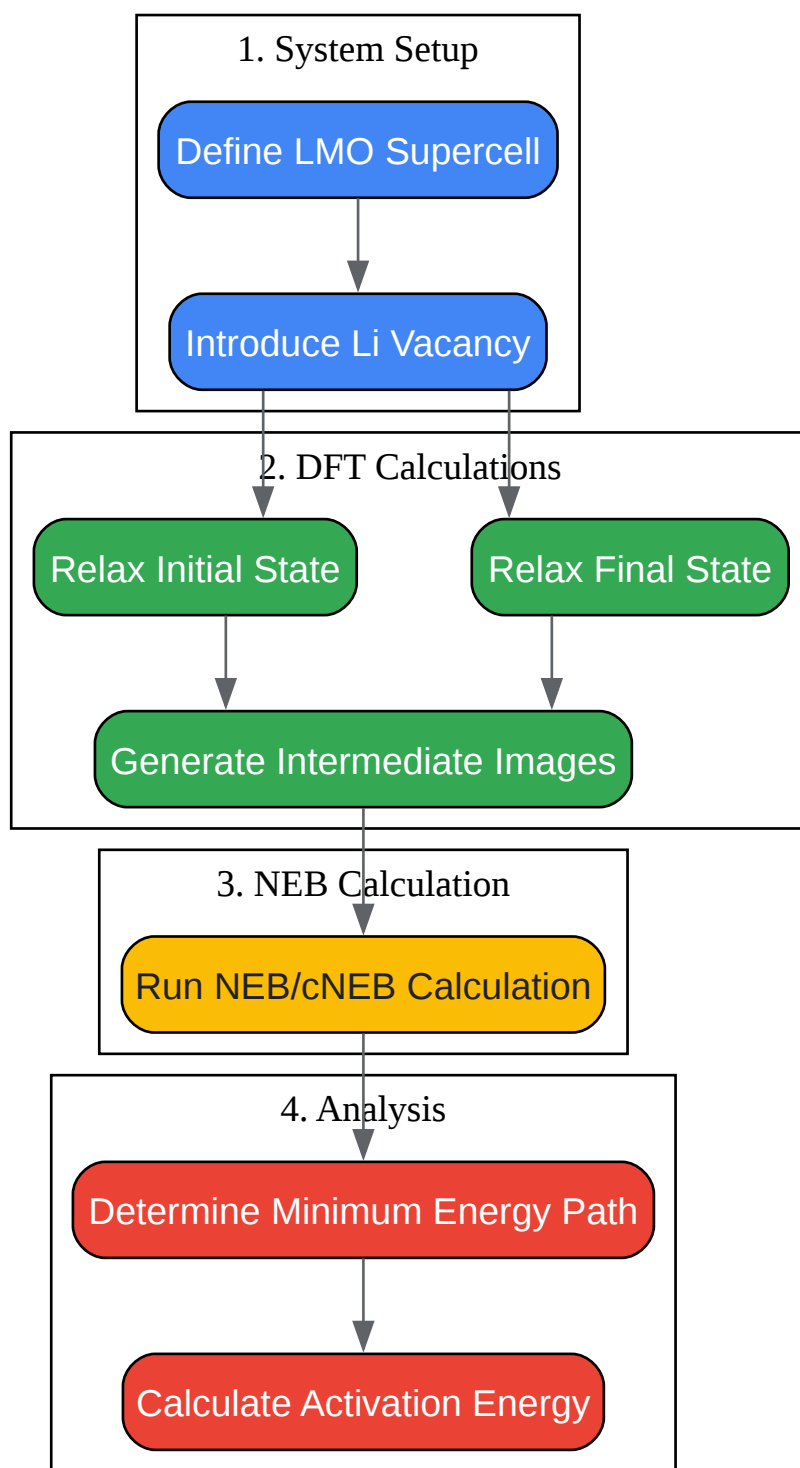 1. System Setup
Define LMO Supercell
Introduce Li Vacancy
2. DFT Calculations
Relax Initial State
Relax Final State
Generate Intermediate Images
3. NEB Calculation
Run NEB/cNEB Calculation
4. Analysis
Determine Minimum Energy Path
Calculate Activation Energy